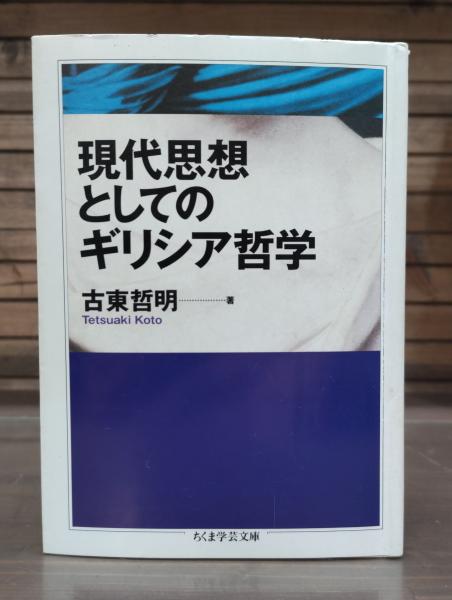 現代思想
としての
ギリシア哲学
古東哲明…………著
Tetsuaki Koto
ちくま学芸文庫